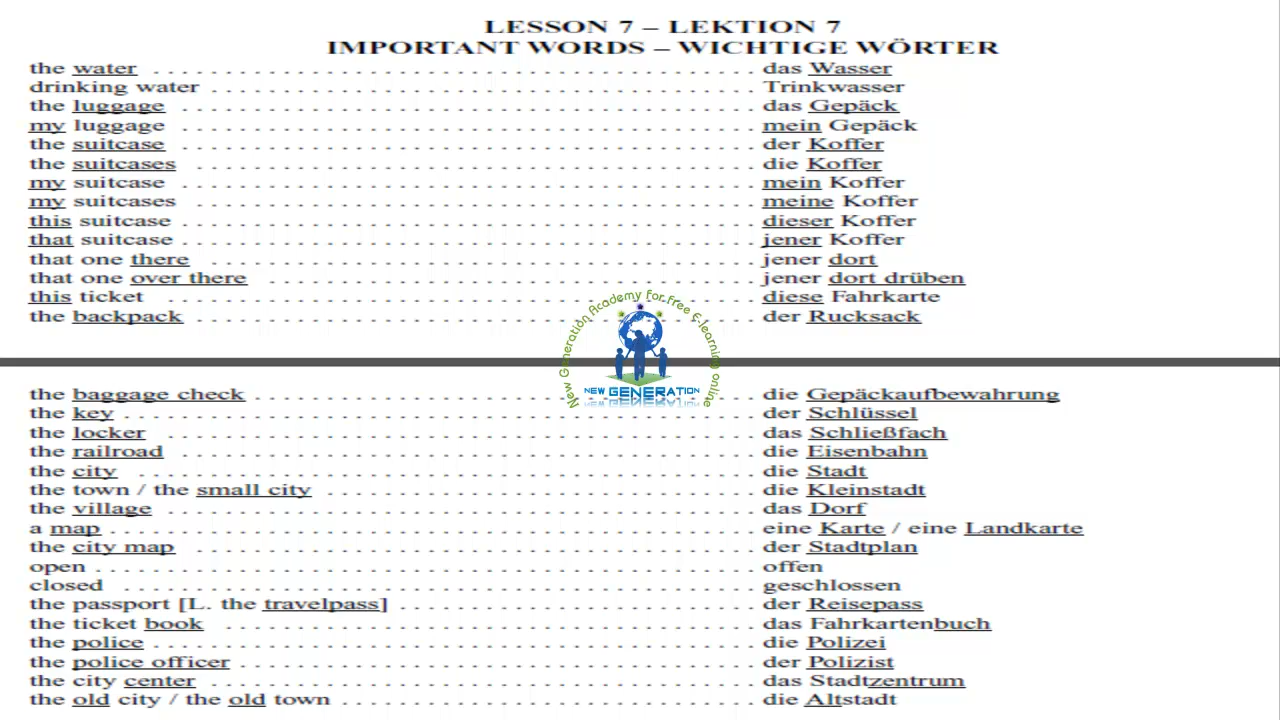 LESSON 7 – LEKTION 7
IMPORTANT WORDS – WICHTIGE WÖRTER
the water . . . . . . . . . . das Wasser
drinking water . . . . . . . . . . Trinkwasser
the luggage . . . . . . . . . . das Gepäck
my luggage . . . . . . . . . . mein Gepäck
the suitcase . . . . . . . . . . der Koffer
the suitcases . . . . . . . . . . die Koffer
my suitcase . . . . . . . . . . mein Koffer
my suitcases . . . . . . . . . . meine Koffer
this suitcase . . . . . . . . . . dieser Koffer
that suitcase . . . . . . . . . . jener Koffer
that one there . . . . . . . . . . jener dort
that one over there . . . . . . . . . . jener dort drüben
this ticket . . . . . . . . . . diese Fahrkarte
the backpack . . . . . . . . . . der Rucksack
New Generation Academy for Free E-learning online
NEW GENERATION
the baggage check . . . . . . . . . . die Gepäckaufbewahrung
the key . . . . . . . . . . der Schlüssel
the locker . . . . . . . . . . das Schließfach
the railroad . . . . . . . . . . die Eisenbahn
the city . . . . . . . . . . die Stadt
the town / the small city . . . . . . . . . . die Kleinstadt
the village . . . . . . . . . . das Dorf
a map . . . . . . . . . . eine Karte / eine Landkarte
the city map . . . . . . . . . . der Stadtplan
open . . . . . . . . . . offen
closed . . . . . . . . . . geschlossen
the passport [L. the travelpass] . . . . . . . . . . der Reisepass
the ticket book . . . . . . . . . . das Fahrkartenbuch
the police . . . . . . . . . . die Polizei
the police officer . . . . . . . . . . der Polizist
the city center . . . . . . . . . . das Stadtzentrum
the old city / the old town . . . . . . . . . . die Altstadt